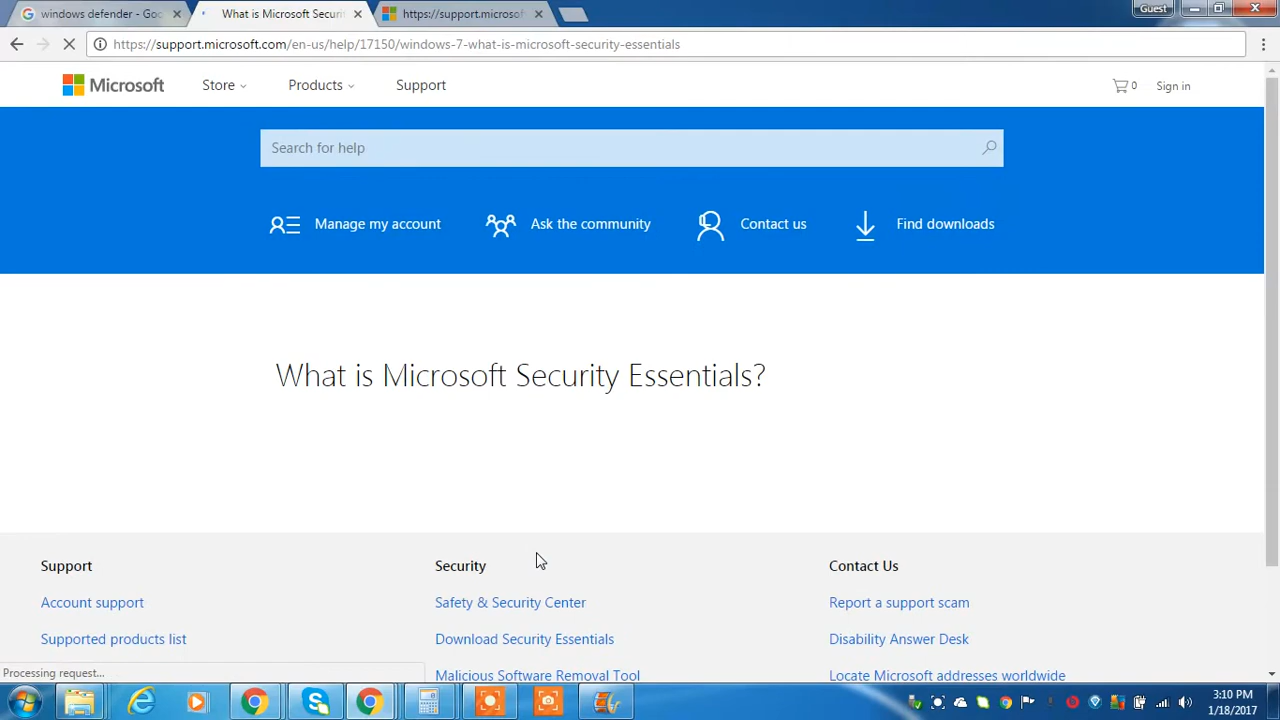 windows defender - Goo
What is Microsoft Securi
https://support.microso
Guest
https://support.microsoft.com/en-us/help/17150/windows-7-what-is-microsoft-security-essentials
Microsoft
Store
Products
Support
0
Sign in
Search for help
Manage my account
Ask the community
Contact us
Find downloads
What is Microsoft Security Essentials?
Support
Security
Contact Us
Account support
Safety & Security Center
Report a support scam
Supported products list
Download Security Essentials
Disability Answer Desk
Processing request...
Malicious Software Removal Tool
Locate Microsoft addresses worldwide
3:10 PM
1/18/2017